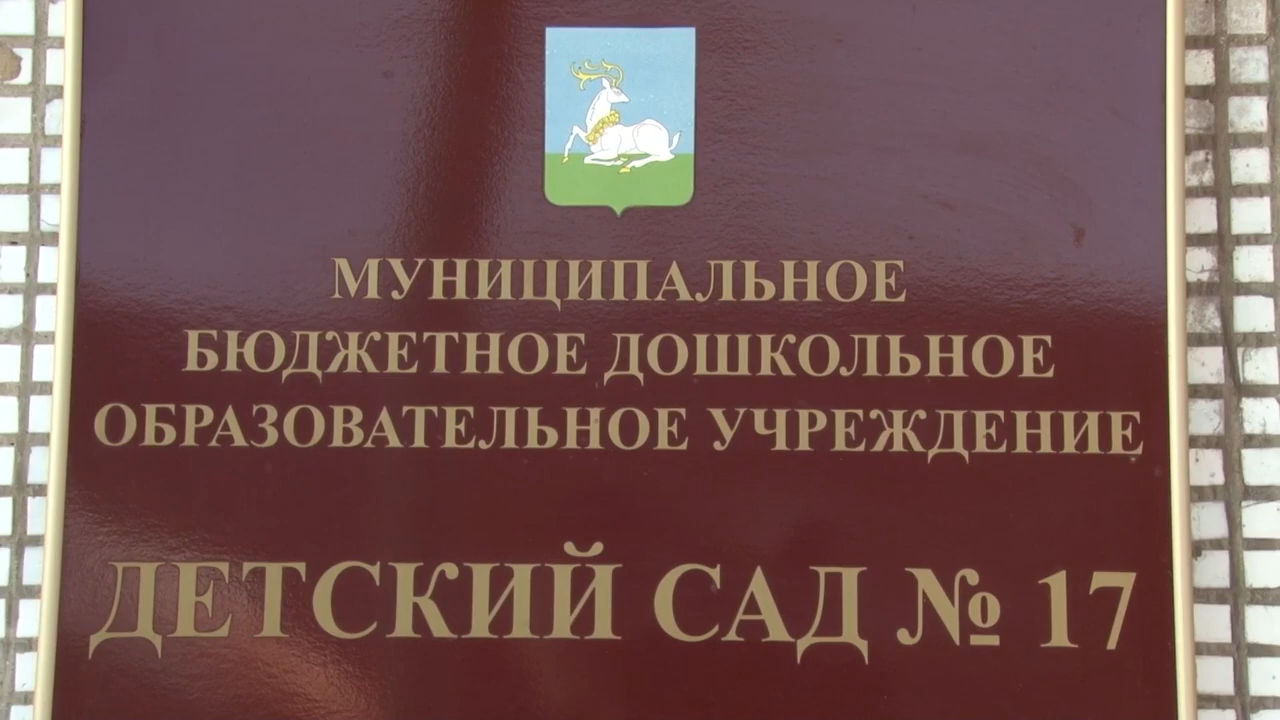 МУНИЦИПАЛЬНОЕ
БЮДЖЕТНОЕ ДОШКОЛЬНОЕ
ОБРАЗОВАТЕЛЬНОЕ УЧРЕЖДЕНИЕ
ДЕТСКИЙ САД № 17